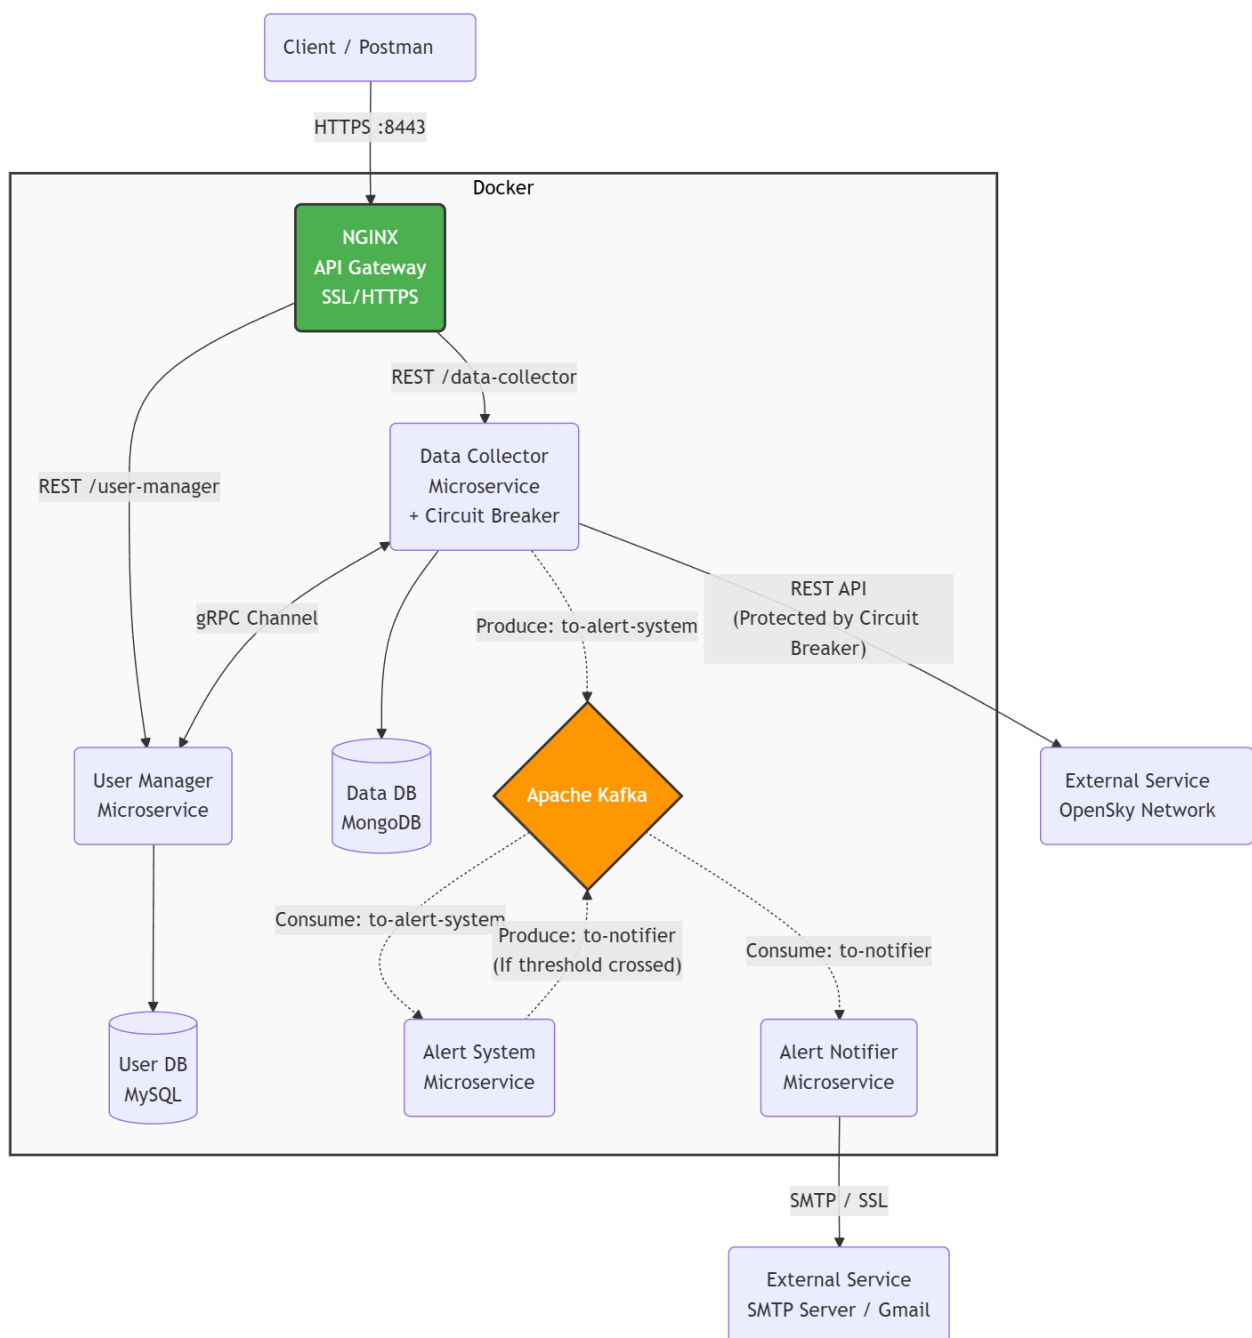 Client / Postman
HTTPS :8443
Docker
NGINX
API Gateway
SSL/HTTPS
REST /data-collector
Data Collector
Microservice
+ Circuit Breaker
REST /user-manager
REST API
(Protected by Circuit
Breaker)
gRPC Channel
Produce: to-alert-system
User Manager
Microservice
Data DB
MongoDB
Apache Kafka
External Service
OpenSky Network
Consume: to-alert-system
Produce: to-notifier
(If threshold crossed)
Consume: to-notifier
User DB
MySQL
Alert System
Microservice
Alert Notifier
Microservice
SMTP / SSL
External Service
SMTP Server / Gmail